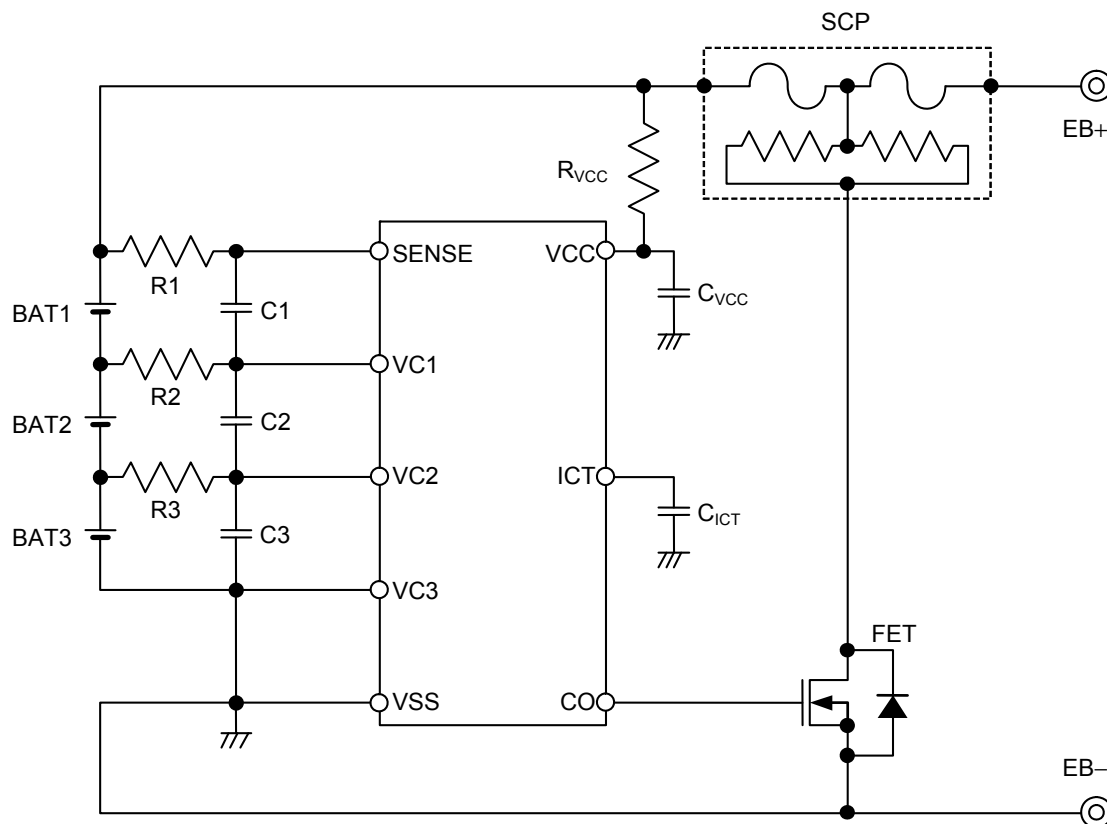 SCP
EB+
RVCC
SENSE
VCC
R1
CVCC
BAT1
C1
VC1
R2
BAT2
C2
VC2
ICT
R3
BAT3
C3
CICT
VC3
FET
VSS
CO
EB−